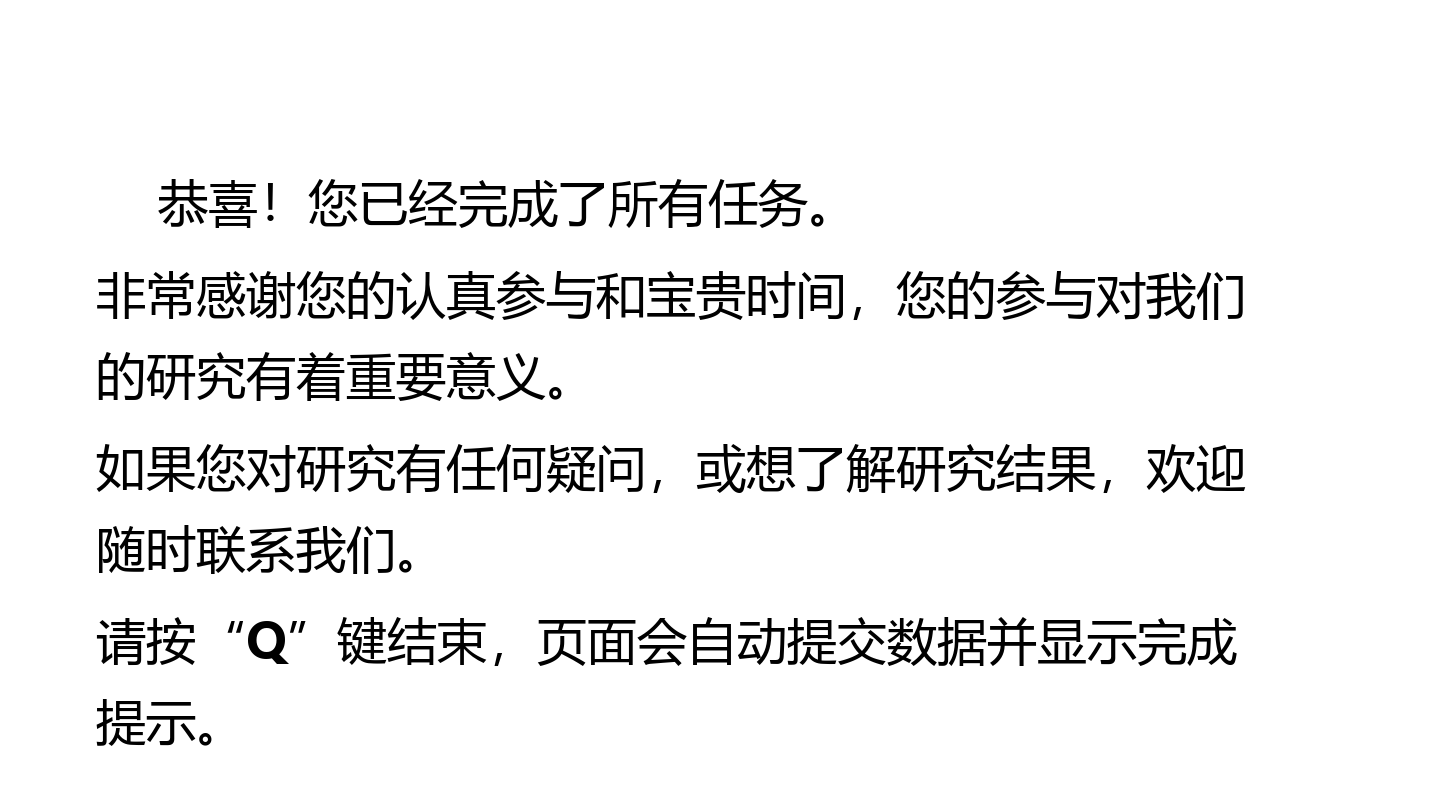 恭喜！您已经完成了所有任务。
非常感谢您的认真参与和宝贵时间，您的参与对我们
的研究有着重要意义。
如果您对研究有任何疑问，或想了解研究结果，欢迎
随时联系我们。
请按“Q”键结束，页面会自动提交数据并显示完成
提示。